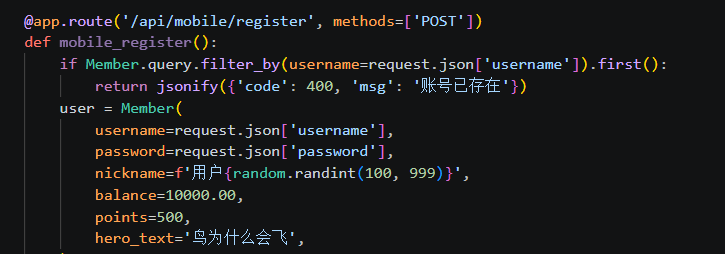 @app.route('/api/mobile/register', methods=['POST'])
def mobile_register():
    if Member.query.filter_by(username=request.json['username']).first():
        return jsonify({'code': 400, 'msg': '账号已存在'})
    user = Member(
        username=request.json['username'],
        password=request.json['password'],
        nickname=f'用户{random.randint(100, 999)}',
        balance=10000.00,
        points=500,
        hero_text='鸟为什么会飞',